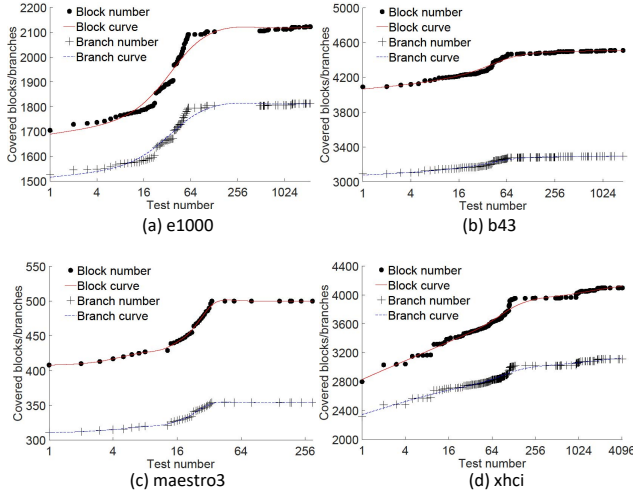 2200
2100
2000
1900
1800
1700
1600
1500
Covered blocks/branches
Block number
Block curve
Branch number
Branch curve
1 4 16 64 256 1024
Test number
(a) e1000
5000
4600
4200
3800
3400
3000
Covered blocks/branches
Block number
Block curve
Branch number
Branch curve
1 4 16 64 256 1024
Test number
(b) b43
550
500
450
400
350
300
Covered blocks/branches
Block number
Block curve
Branch number
Branch curve
1 4 16 64 256
Test number
(c) maestro3
4400
4000
3600
3200
2800
2400
2000
Covered blocks/branches
Block number
Block curve
Branch number
Branch curve
1 4 16 64 256 1024 4096
Test number
(d) xhci